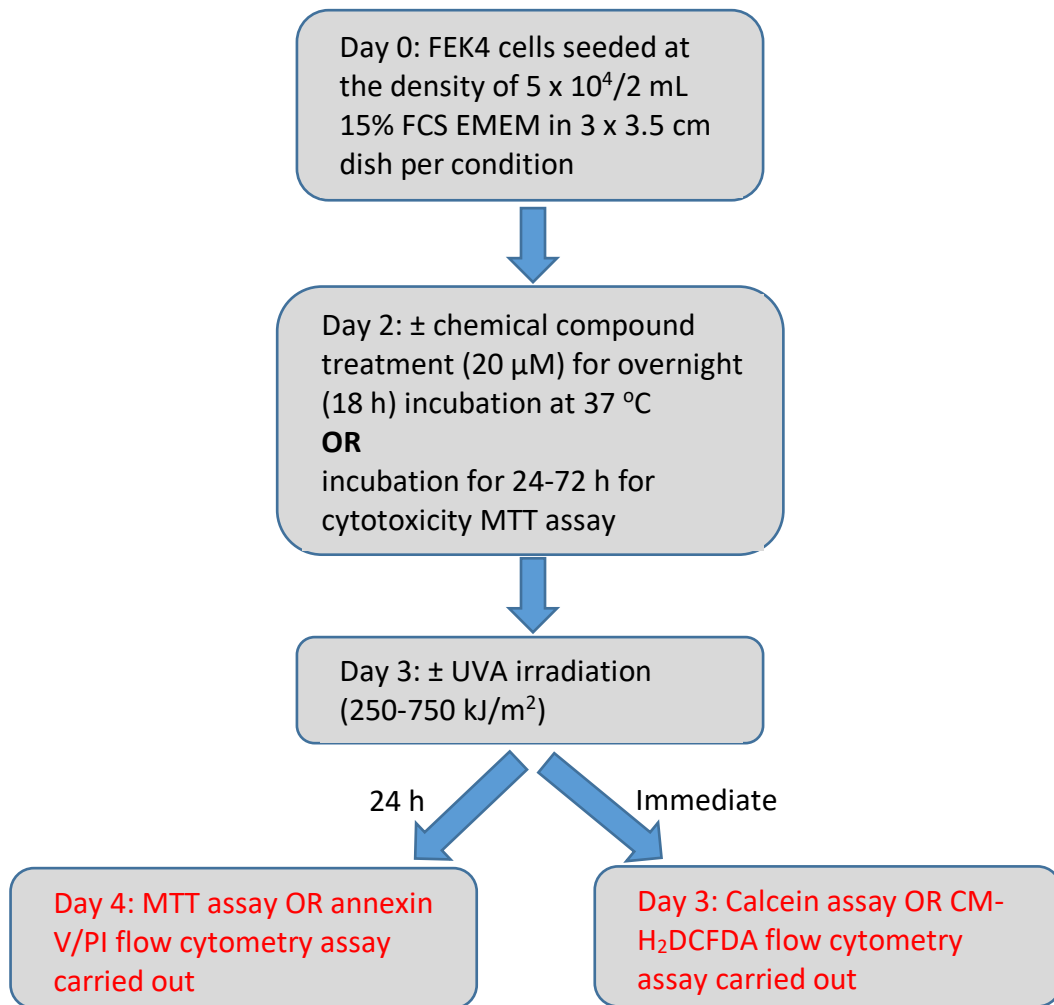 Day 0: FEK4 cells seeded at
the density of 5 x 10⁴/2 mL
15% FCS EMEM in 3 x 3.5 cm
dish per condition
Day 2: ± chemical compound
treatment (20 µM) for overnight
(18 h) incubation at 37 ᵒC
OR
incubation for 24-72 h for
cytotoxicity MTT assay
Day 3: ± UVA irradiation
(250-750 kJ/m²)
24 h
Immediate
Day 4: MTT assay OR annexin
V/PI flow cytometry assay
carried out
Day 3: Calcein assay OR CM-
H₂DCFDA flow cytometry
assay carried out